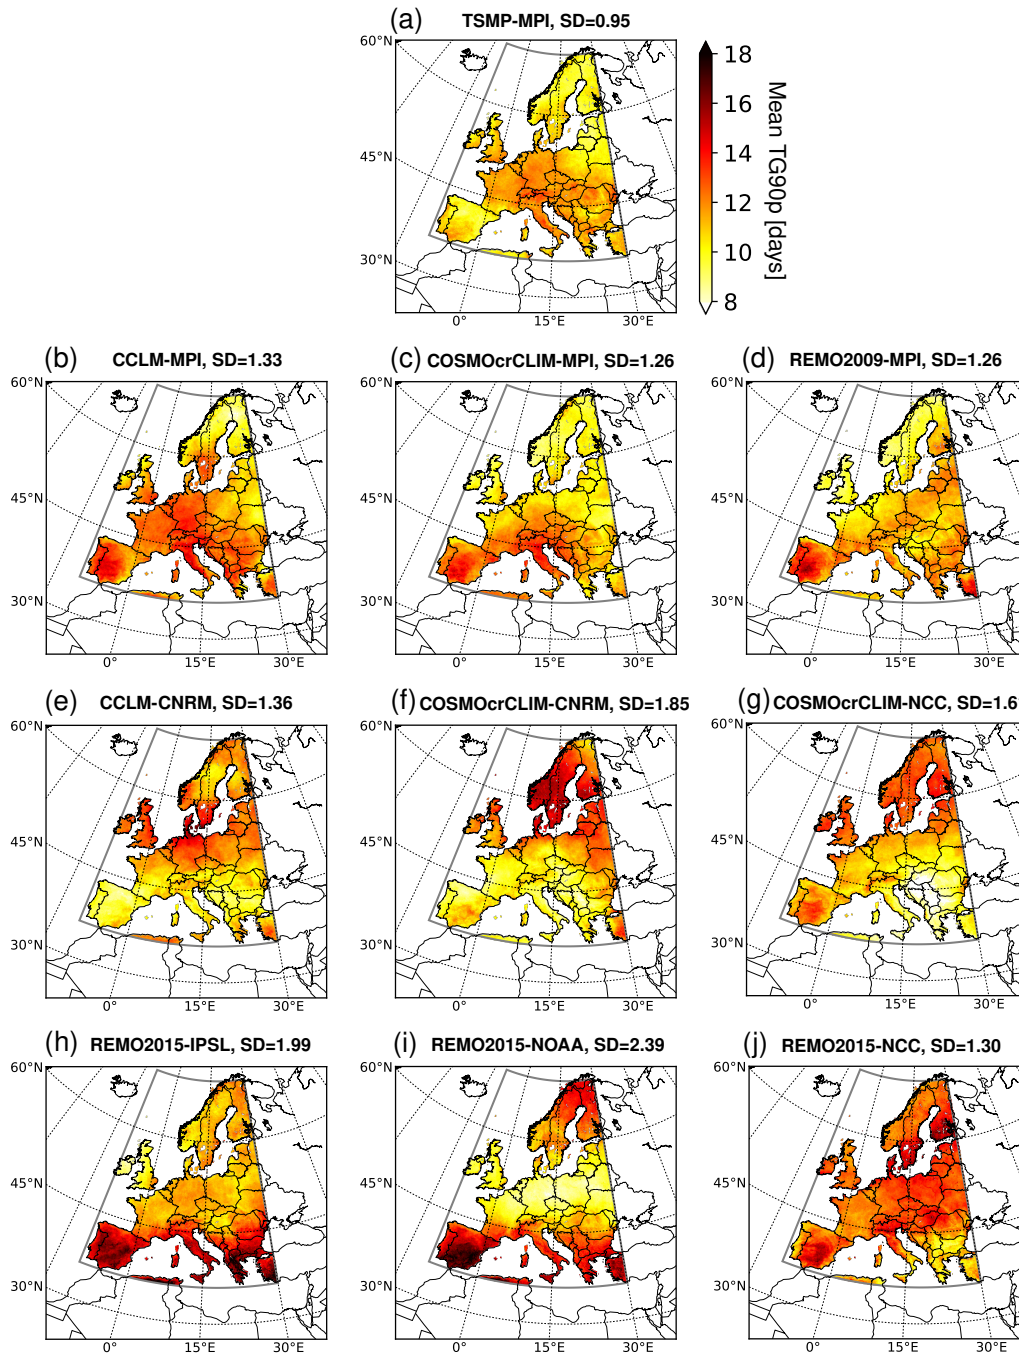 (a) TSMP-MPI, SD=0.95
60°N
45°N
30°N
0° 15°E 30°E
18
16
14
12
10
8
Mean TG90p [days]
(b) CCLM-MPI, SD=1.33
60°N
45°N
30°N
0° 15°E 30°E
(c) COSMOcrCLIM-MPI, SD=1.26
60°N
45°N
30°N
0° 15°E 30°E
(d) REMO2009-MPI, SD=1.26
60°N
45°N
30°N
0° 15°E 30°E
(e) CCLM-CNRM, SD=1.36
60°N
45°N
30°N
0° 15°E 30°E
(f) COSMOcrCLIM-CNRM, SD=1.85
60°N
45°N
30°N
0° 15°E 30°E
(g) COSMOcrCLIM-NCC, SD=1.6
60°N
45°N
30°N
0° 15°E 30°E
(h) REMO2015-IPSL, SD=1.99
60°N
45°N
30°N
0° 15°E 30°E
(i) REMO2015-NOAA, SD=2.39
60°N
45°N
30°N
0° 15°E 30°E
(j) REMO2015-NCC, SD=1.30
60°N
45°N
30°N
0° 15°E 30°E